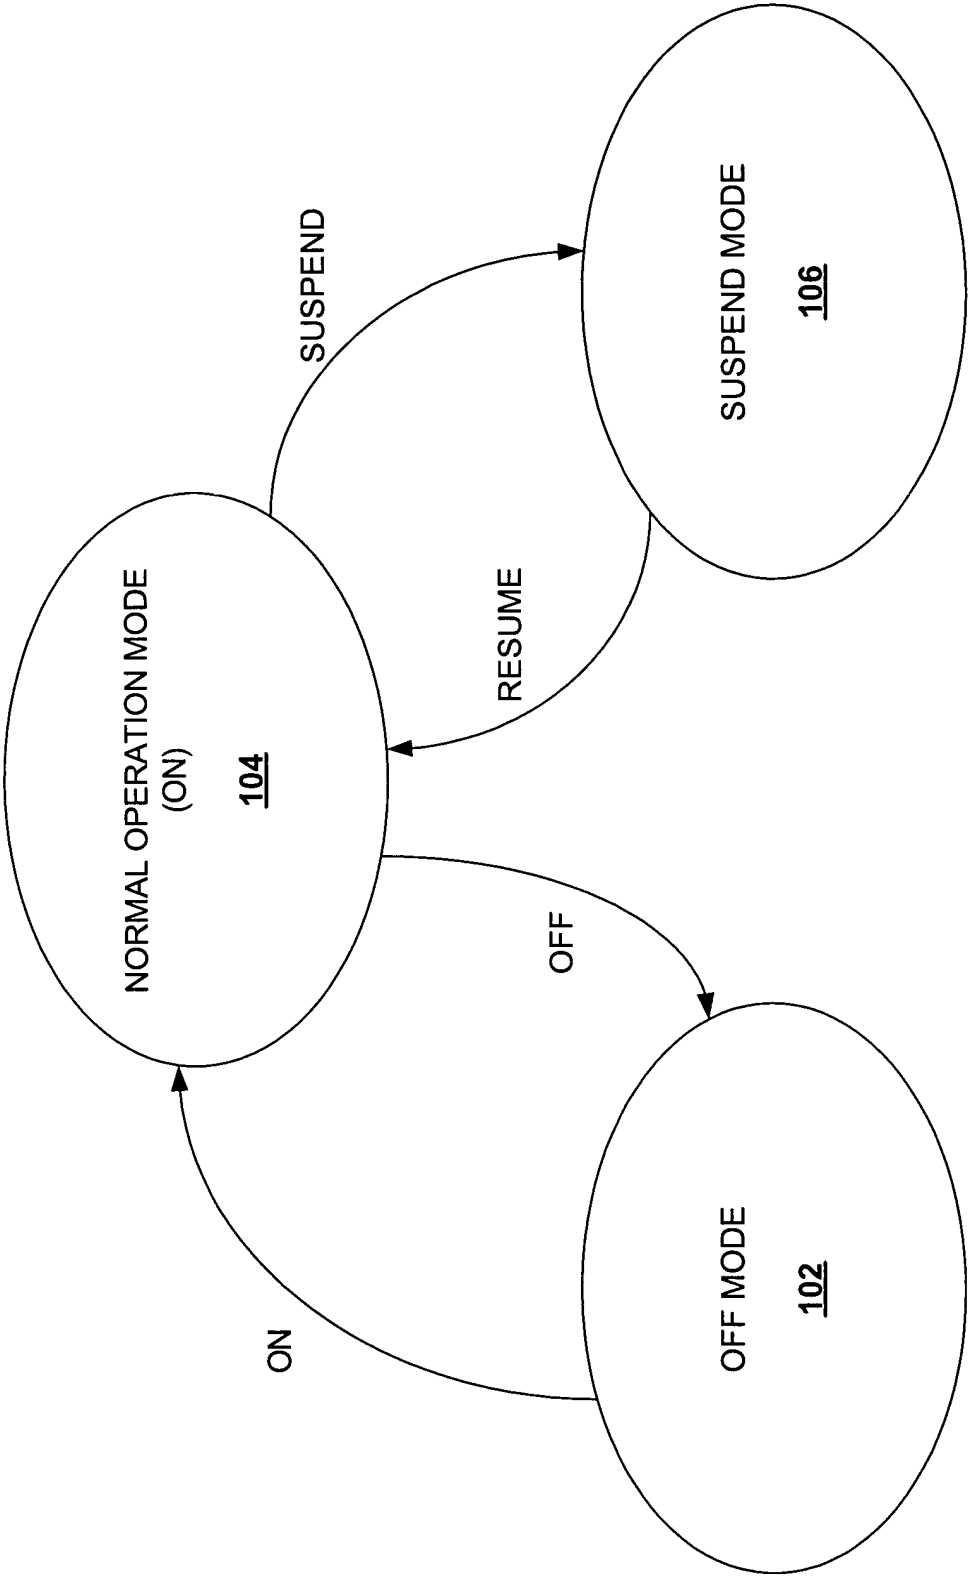 NORMAL OPERATION MODE
(ON)
104
ON
OFF
RESUME
SUSPEND
OFF MODE
102
SUSPEND MODE
106